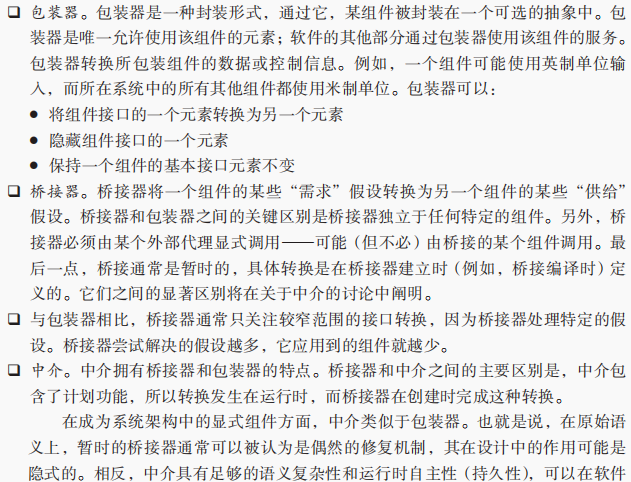 ❑ 包装器。包装器是一种封装形式，通过它，某组件被封装在一个可选的抽象中。包
装器是唯一允许使用该组件的元素；软件的其他部分通过包装器使用该组件的服务。
包装器转换所包装组件的数据或控制信息。例如，一个组件可能使用英制单位输
入，而所在系统中的所有其他组件都使用米制单位。包装器可以：
● 将组件接口的一个元素转换为另一个元素
● 隐藏组件接口的一个元素
● 保持一个组件的基本接口元素不变
❑ 桥接器。桥接器将一个组件的某些“需求”假设转换为另一个组件的某些“供给”
假设。桥接器和包装器之间的关键区别是桥接器独立于任何特定的组件。另外，桥
接器必须由某个外部代理显式调用——可能（但不必）由桥接的某个组件调用。最
后一点，桥接通常是暂时的，具体转换是在桥接器建立时（例如，桥接编译时）定
义的。它们之间的显著区别将在关于中介的讨论中阐明。
❑ 与包装器相比，桥接器通常只关注较窄范围的接口转换，因为桥接器处理特定的假
设。桥接器尝试解决的假设越多，它应用到的组件就越少。
❑ 中介。中介拥有桥接器和包装器的特点。桥接器和中介之间的主要区别是，中介包
含了计划功能，所以转换发生在运行时，而桥接器在创建时完成这种转换。
在成为系统架构中的显式组件方面，中介类似于包装器。也就是说，在原始语
义上，暂时的桥接器通常可以被认为是偶然的修复机制，其在设计中的作用可能是
隐式的。相反，中介具有足够的语义复杂性和运行时自主性（持久性），可以在软件